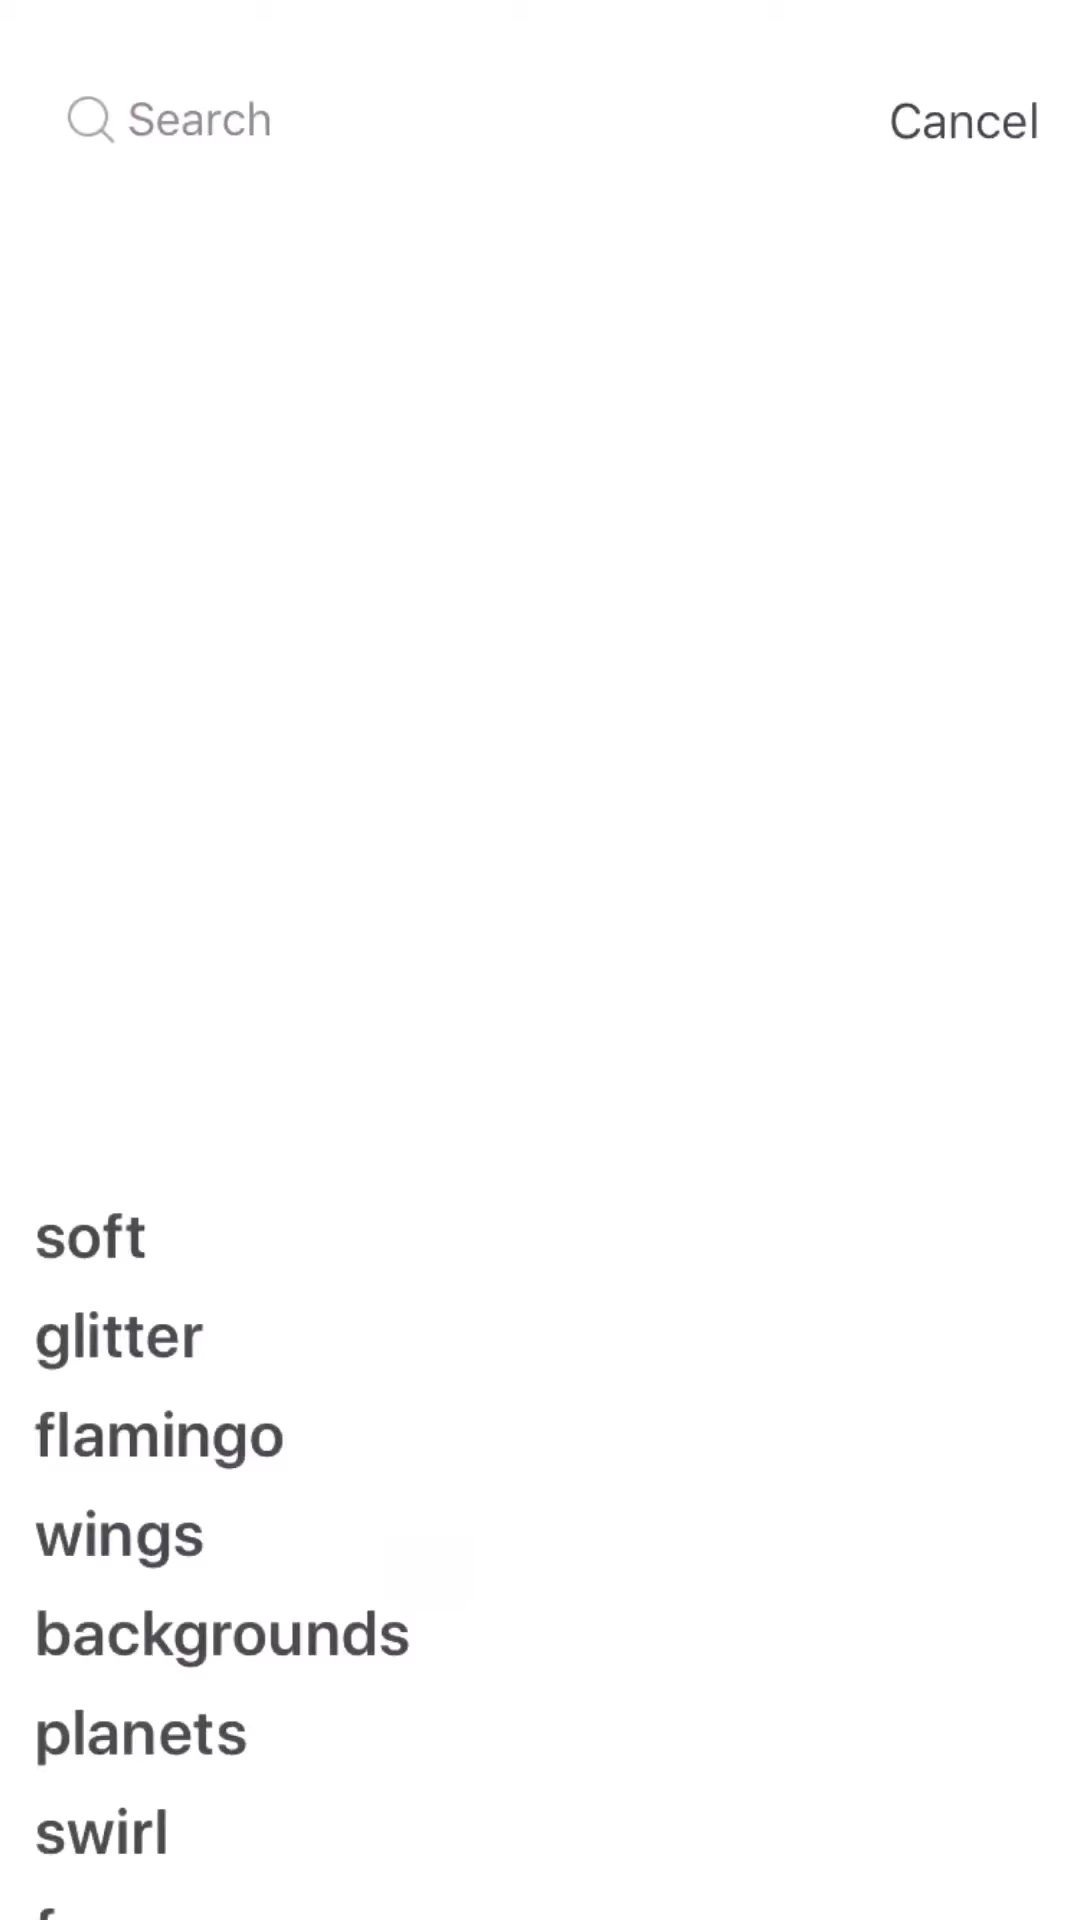 Search
Cancel
soft
glitter
flamingo
wings
backgrounds
planets
swirl